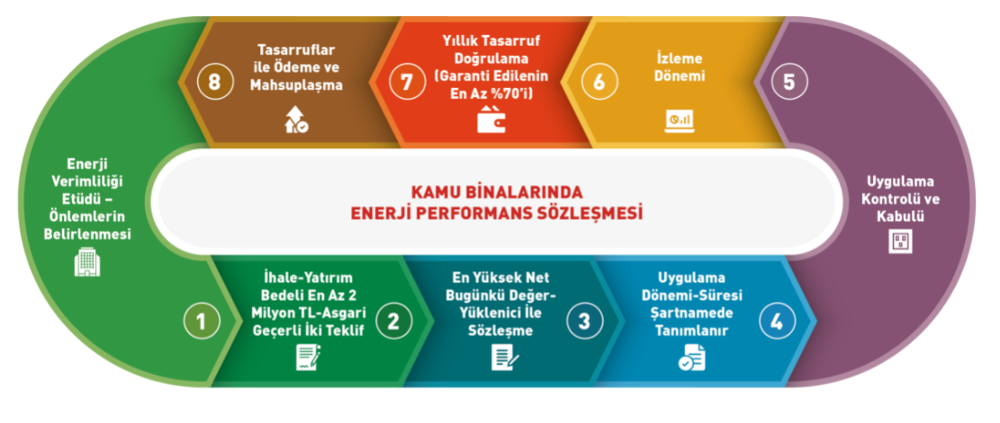 KAMU BİNALARINDA
ENERJİ PERFORMANS SÖZLEŞMESİ
Enerji
Verimliliği
Etüdü –
Önlemlerin
Belirlenmesi
1
İhale-Yatırım
Bedeli En Az 2
Milyon TL-Asgari
Geçerli İki Teklif
2
En Yüksek Net
Bugünkü Değer-
Yüklenici İle
Sözleşme
3
Uygulama
Dönemi-Süresi
Şartnamede
Tanımlanır
4
Uygulama
Kontrolü ve
Kabulü
5
İzleme
Dönemi
6
Yıllık Tasarruf
Doğrulama
(Garanti Edilenin
En Az %70'i)
7
Tasarruflar
ile Ödeme ve
Mahsuplaşma
8